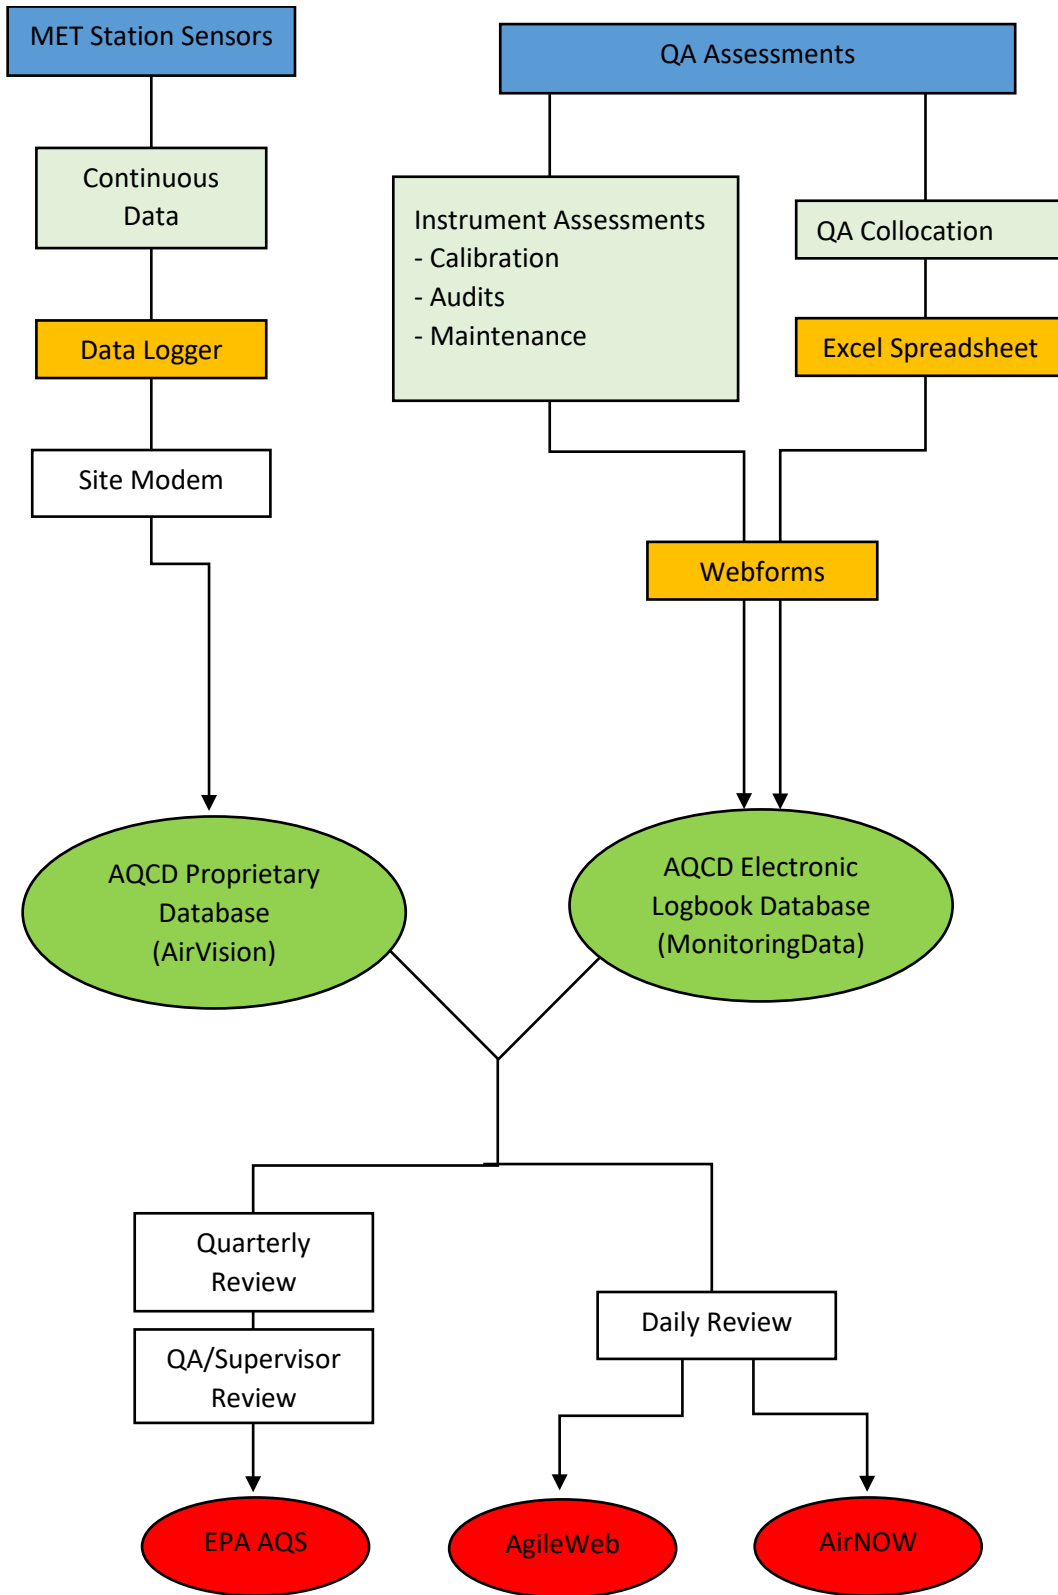 MET Station Sensors
QA Assessments
Continuous
Data
Instrument Assessments
- Calibration
- Audits
- Maintenance
QA Collocation
Data Logger
Excel Spreadsheet
Site Modem
Webforms
AQCD Proprietary
Database
(AirVision)
AQCD Electronic
Logbook Database
(MonitoringData)
Quarterly
Review
QA/Supervisor
Review
Daily Review
EPA AQS
AgileWeb
AirNOW